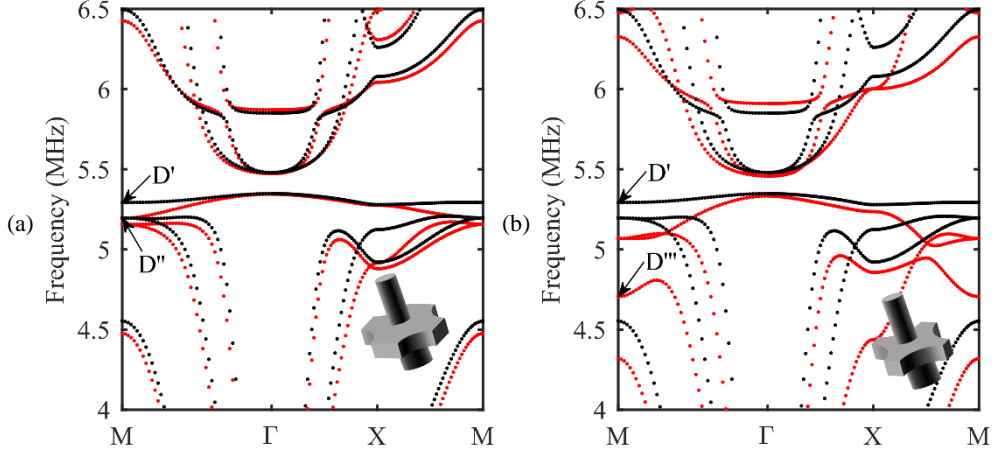 6.5
6
5.5
5
4.5
4
Frequency (MHz)
(a)
D'
D''
M
Γ
X
M
6.5
6
5.5
5
4.5
4
Frequency (MHz)
(b)
D'
D'''
M
Γ
X
M